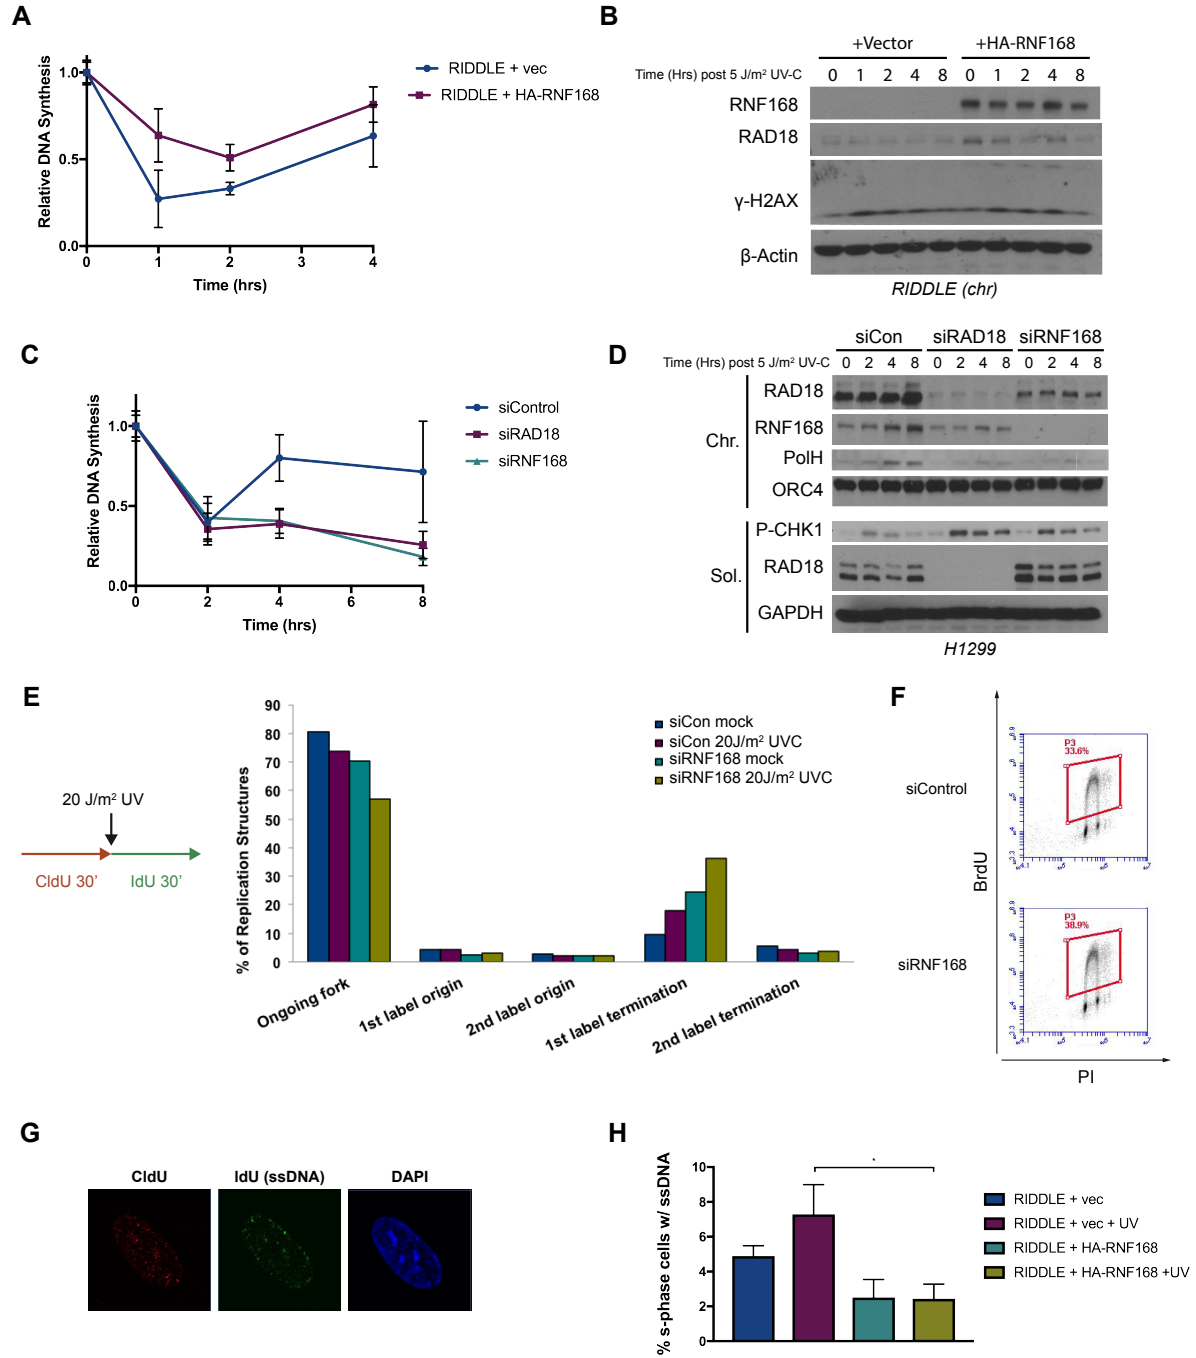 A
Relative DNA Synthesis
1.0
0.5
0.0
0 1 2 4
Time (hrs)
RIDDLE + vec
RIDDLE + HA-RNF168
B
+Vector +HA-RNF168
Time (Hrs) post 5 J/m² UV-C 0 1 2 4 8 0 1 2 4 8
RNF168
RAD18
γ-H2AX
β-Actin
RIDDLE (chr)
C
Relative DNA Synthesis
1.0
0.5
0.0
0 2 4 6 8
Time (hrs)
siControl
siRAD18
siRNF168
D
siCon siRAD18 siRNF168
Time (Hrs) post 5 J/m² UV-C 0 2 4 8 0 2 4 8 0 2 4 8
Chr.
RAD18
RNF168
PolH
ORC4
Sol.
P-CHK1
RAD18
GAPDH
H1299
E
20 J/m² UV
CldU 30' IdU 30'
% of Replication Structures
90
80
70
60
50
40
30
20
10
0
Ongoing fork
1st label origin
2nd label origin
1st label termination
2nd label termination
siCon mock
siCon 20J/m² UVC
siRNF168 mock
siRNF168 20J/m² UVC
F
siControl
P3
33.6%
siRNF168
P3
38.9%
BrdU
PI
G
CldU IdU (ssDNA) DAPI
H
% s-phase cells w/ ssDNA
10
8
6
4
2
0
*
RIDDLE + vec
RIDDLE + vec + UV
RIDDLE + HA-RNF168
RIDDLE + HA-RNF168 +UV